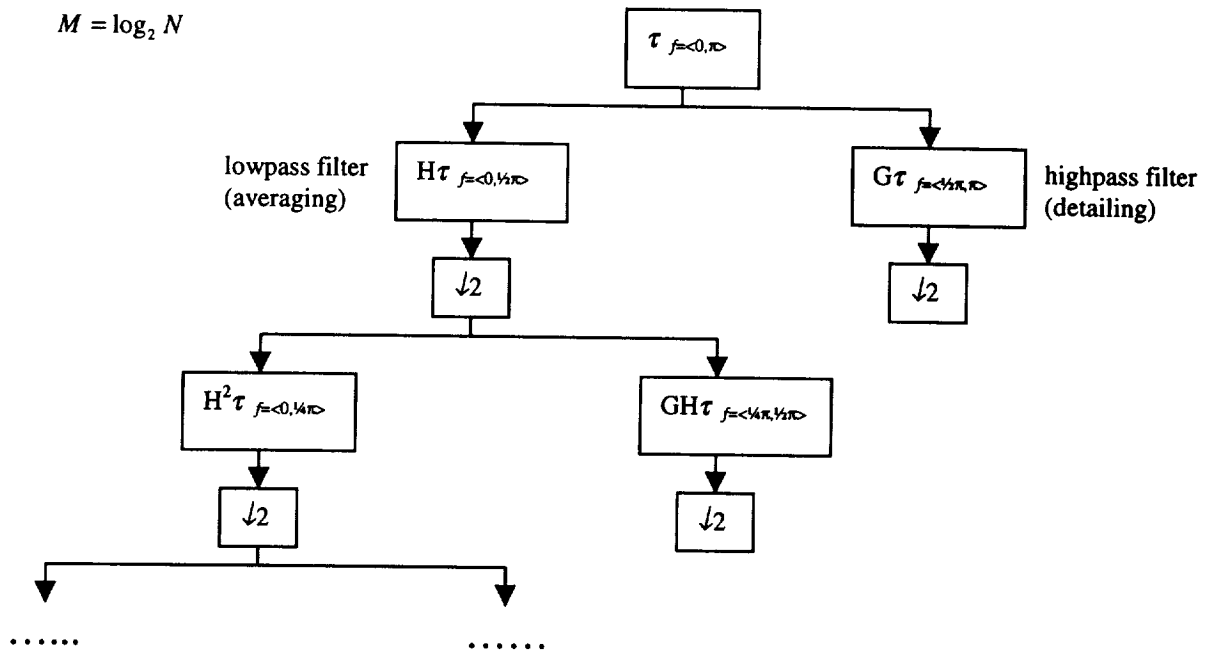 M = log₂ N
τ f=<0,π>
lowpass filter
(averaging)
Hτ f=<0,½π>
Gτ f=<½π,π>
highpass filter
(detailing)
↓2
↓2
H²τ f=<0,¼π>
GHτ f=<¼π,½π>
↓2
↓2
......
......